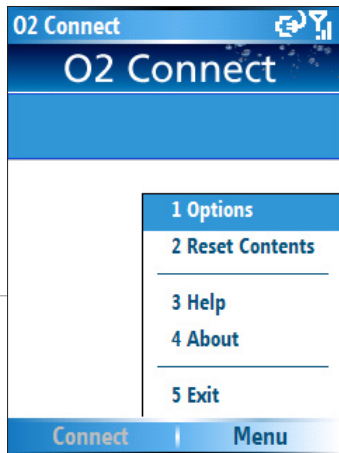 O2 Connect
O2 Connect
1 Options
2 Reset Contents
3 Help
4 About
5 Exit
Connect Menu